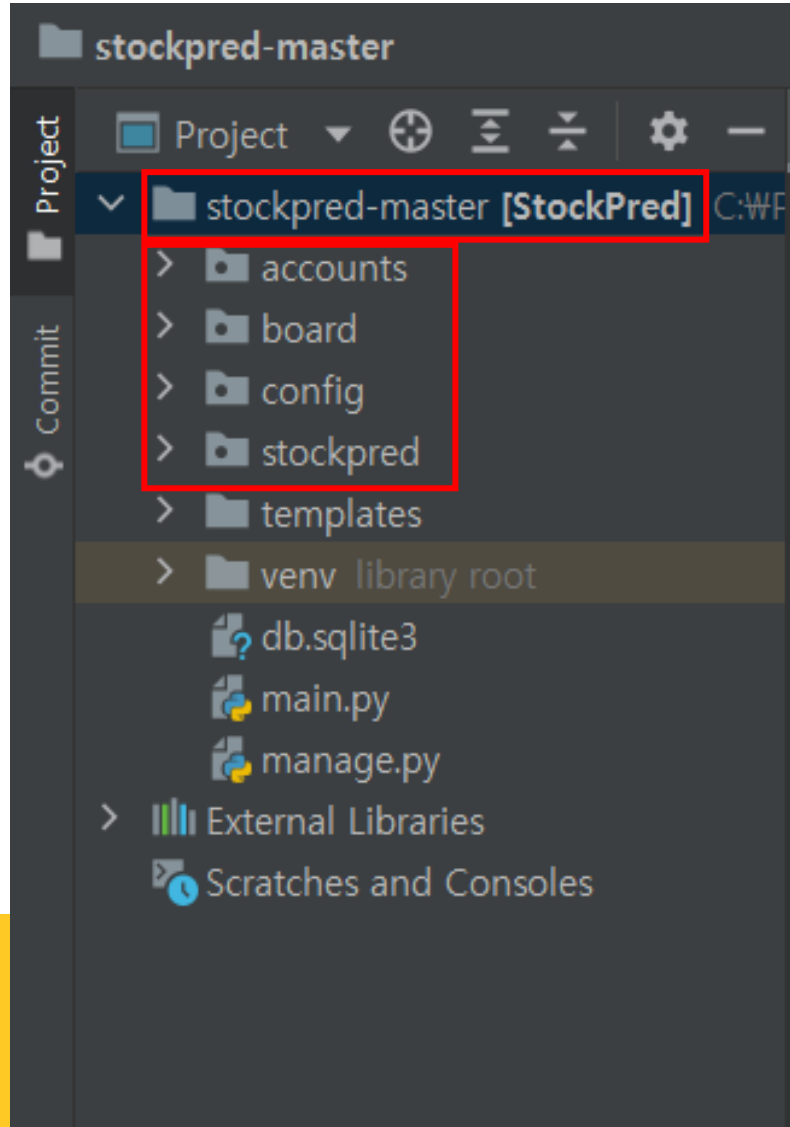 stockpred-master
Project
Project
Commit
stockpred-master [StockPred] C:₩P
accounts
board
config
stockpred
templates
venv library root
db.sqlite3
main.py
manage.py
External Libraries
Scratches and Consoles